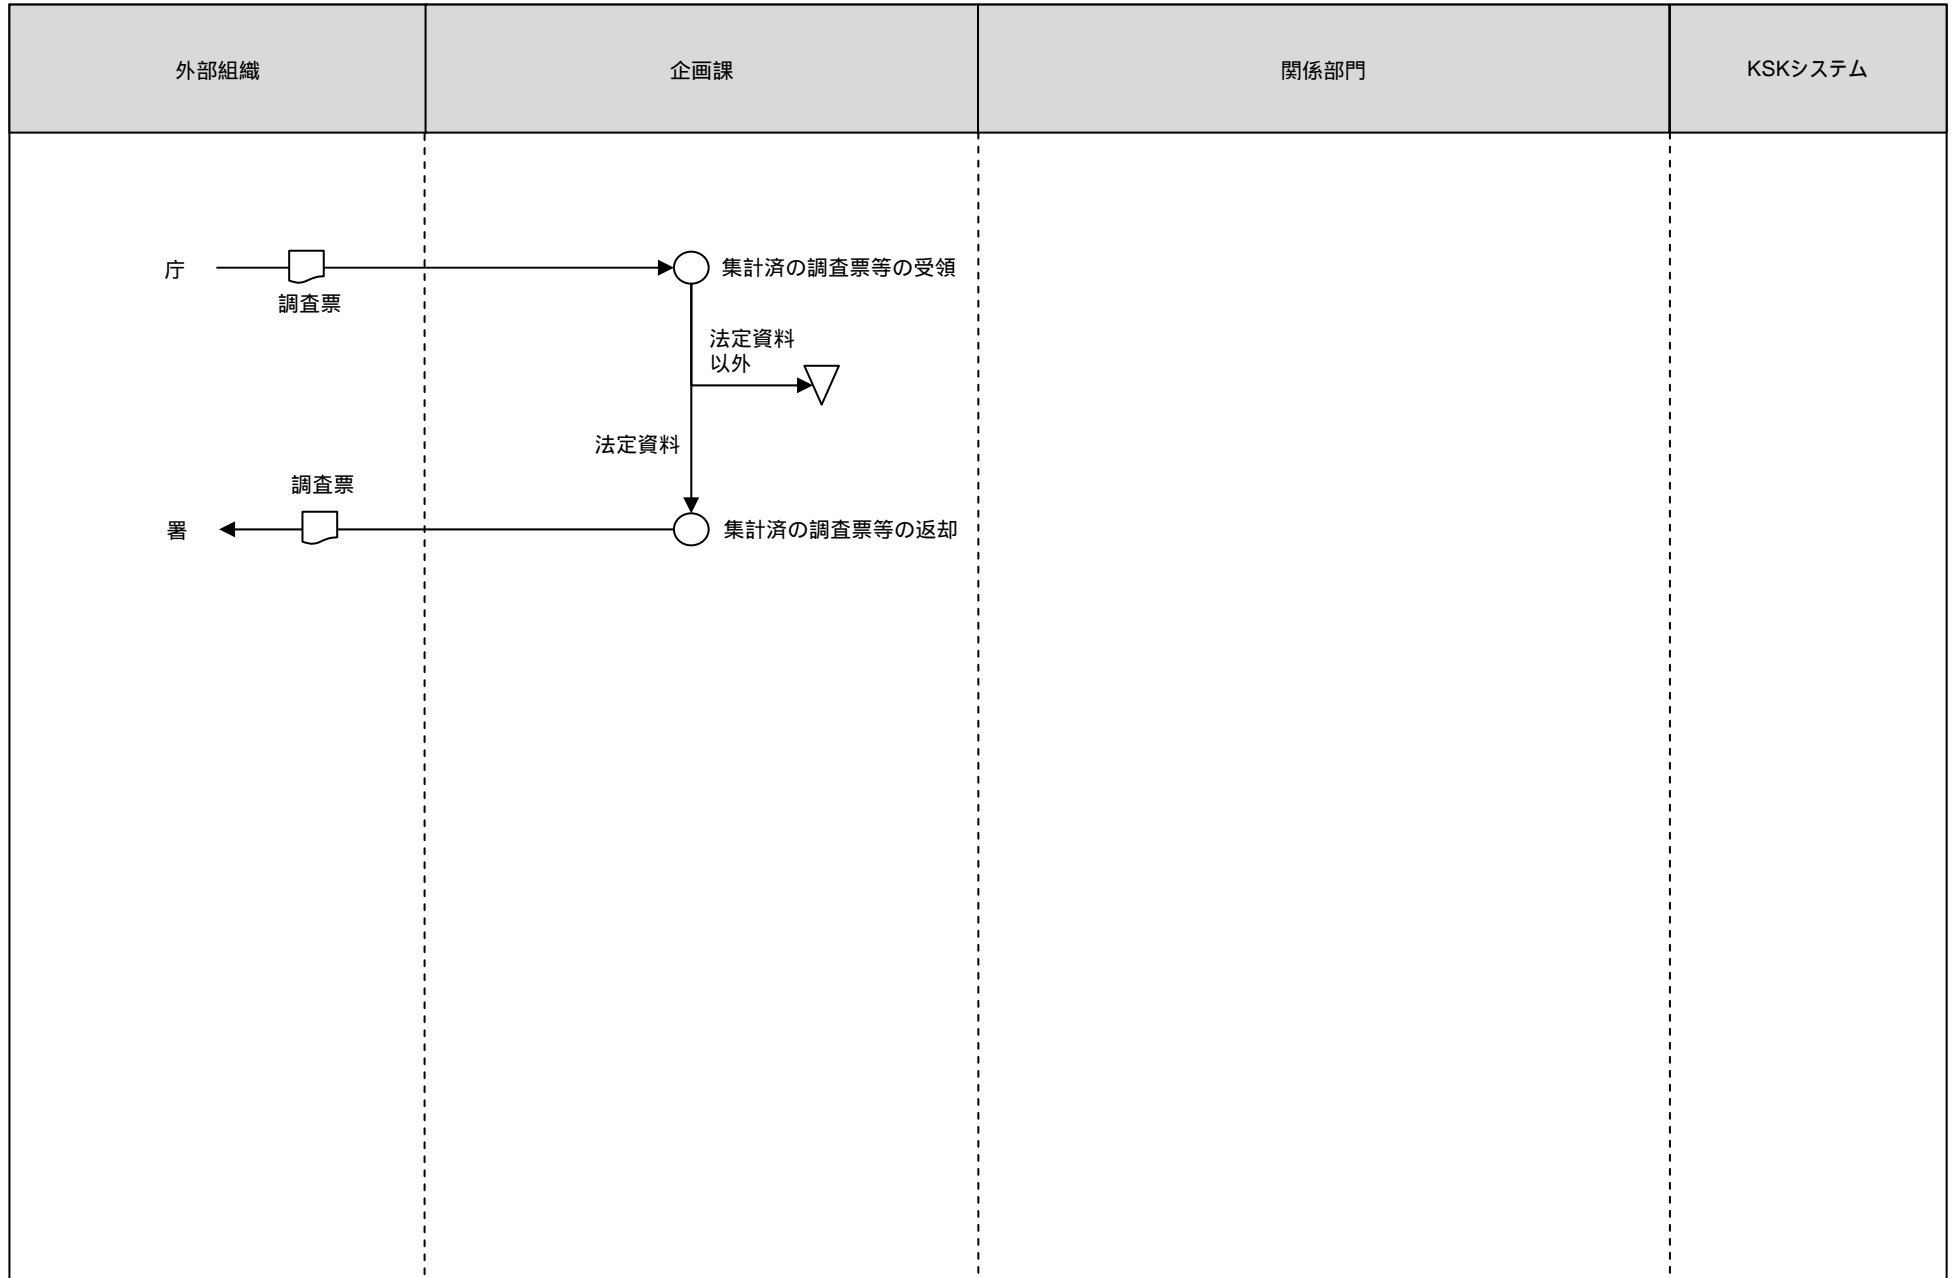 外部組織
企画課
関係部門
KSKシステム
庁
集計済の調査票等の受領
調査票
法定資料
以外
法定資料
調査票
署
集計済の調査票等の返却